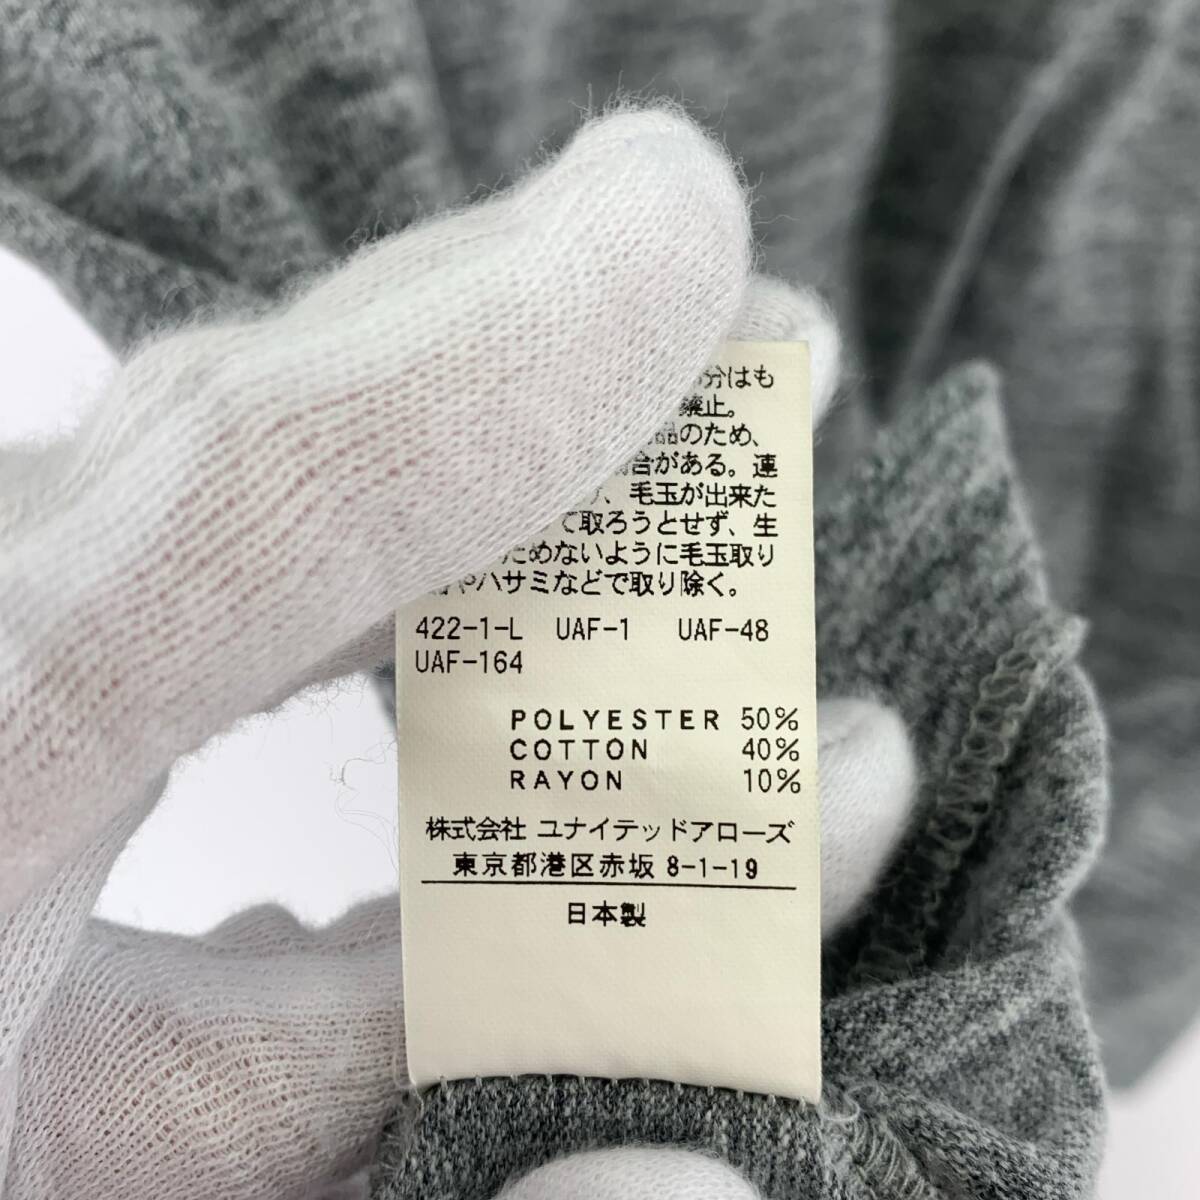 分はも
禁止。
品のため、
合がある。連
、毛玉が出来た
て取ろうとせず、生
ためないように毛玉取り
やハサミなどで取り除く。
422-1-L UAF-1 UAF-48
UAF-164
POLYESTER 50%
COTTON 40%
RAYON 10%
株式会社 ユナイテッドアローズ
東京都港区赤坂 8-1-19
日本製